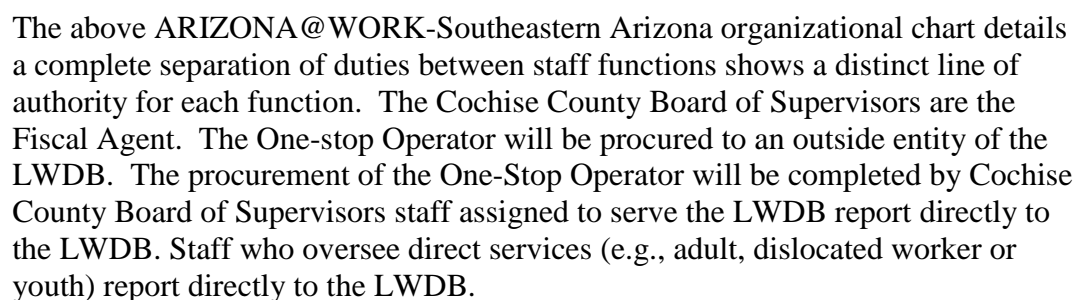 The above ARIZONA@WORK-Southeastern Arizona organizational chart details
a complete separation of duties between staff functions shows a distinct line of
authority for each function.  The Cochise County Board of Supervisors are the
Fiscal Agent.  The One-stop Operator will be procured to an outside entity of the
LWDB.  The procurement of the One-Stop Operator will be completed by Cochise
County Board of Supervisors staff assigned to serve the LWDB report directly to
the LWDB. Staff who oversee direct services (e.g., adult, dislocated worker or
youth) report directly to the LWDB.